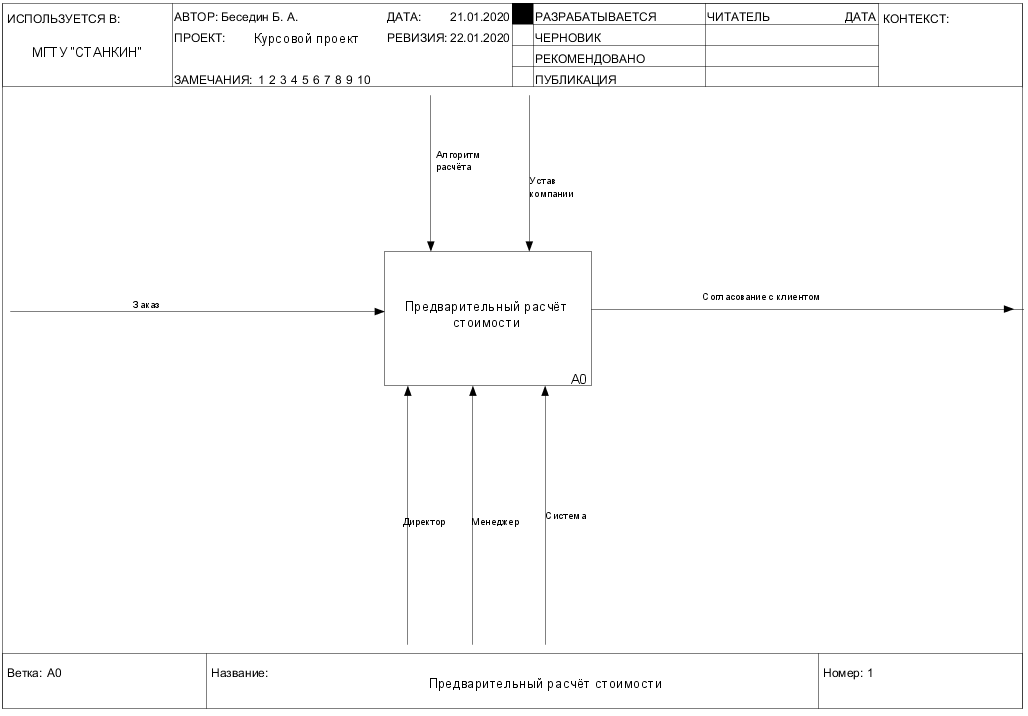 ИСПОЛЬЗУЕТСЯ В:
МГТУ "СТАНКИН"
АВТОР: Беседин Б. А.
ДАТА: 21.01.2020
ПРОЕКТ: Курсовой проект
РЕВИЗИЯ: 22.01.2020
ЗАМЕЧАНИЯ: 1 2 3 4 5 6 7 8 9 10
РАЗРАБАТЫВАЕТСЯ
ЧЕРНОВИК
РЕКОМЕНДОВАНО
ПУБЛИКАЦИЯ
ЧИТАТЕЛЬ ДАТА
КОНТЕКСТ:
Алгоритм
расчёта
Устав
компании
Заказ
Предварительный расчёт
стоимости
A0
Согласование с клиентом
Директор
Менеджер
Система
Ветка: A0
Название:
Предварительный расчёт стоимости
Номер: 1